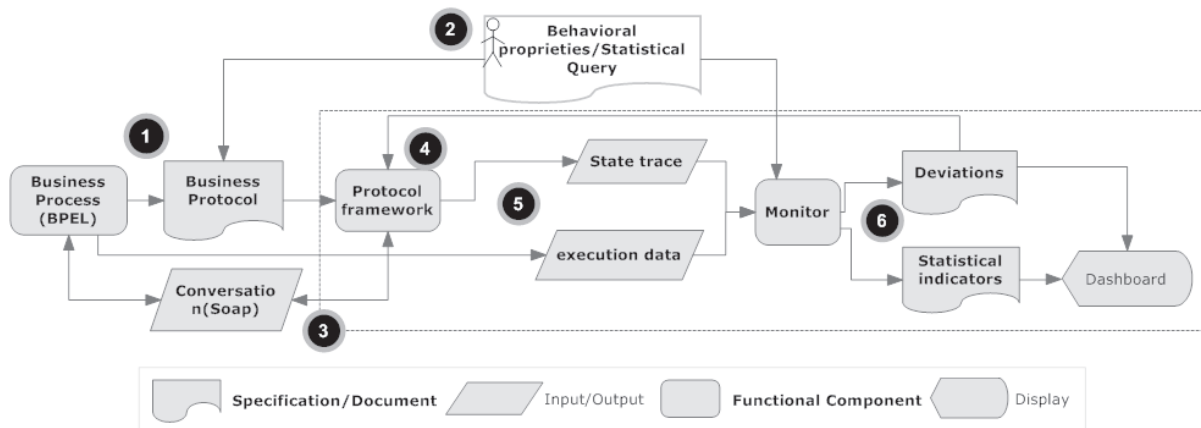 2
Behavioral
proprieties/Statistical
Query
1
4
Business
Process
(BPEL)
Business
Protocol
Protocol
framework
State trace
5
execution data
Monitor
Deviations
6
Statistical
indicators
Dashboard
Conversatio
n(Soap)
3
Specification/Document
Input/Output
Functional Component
Display